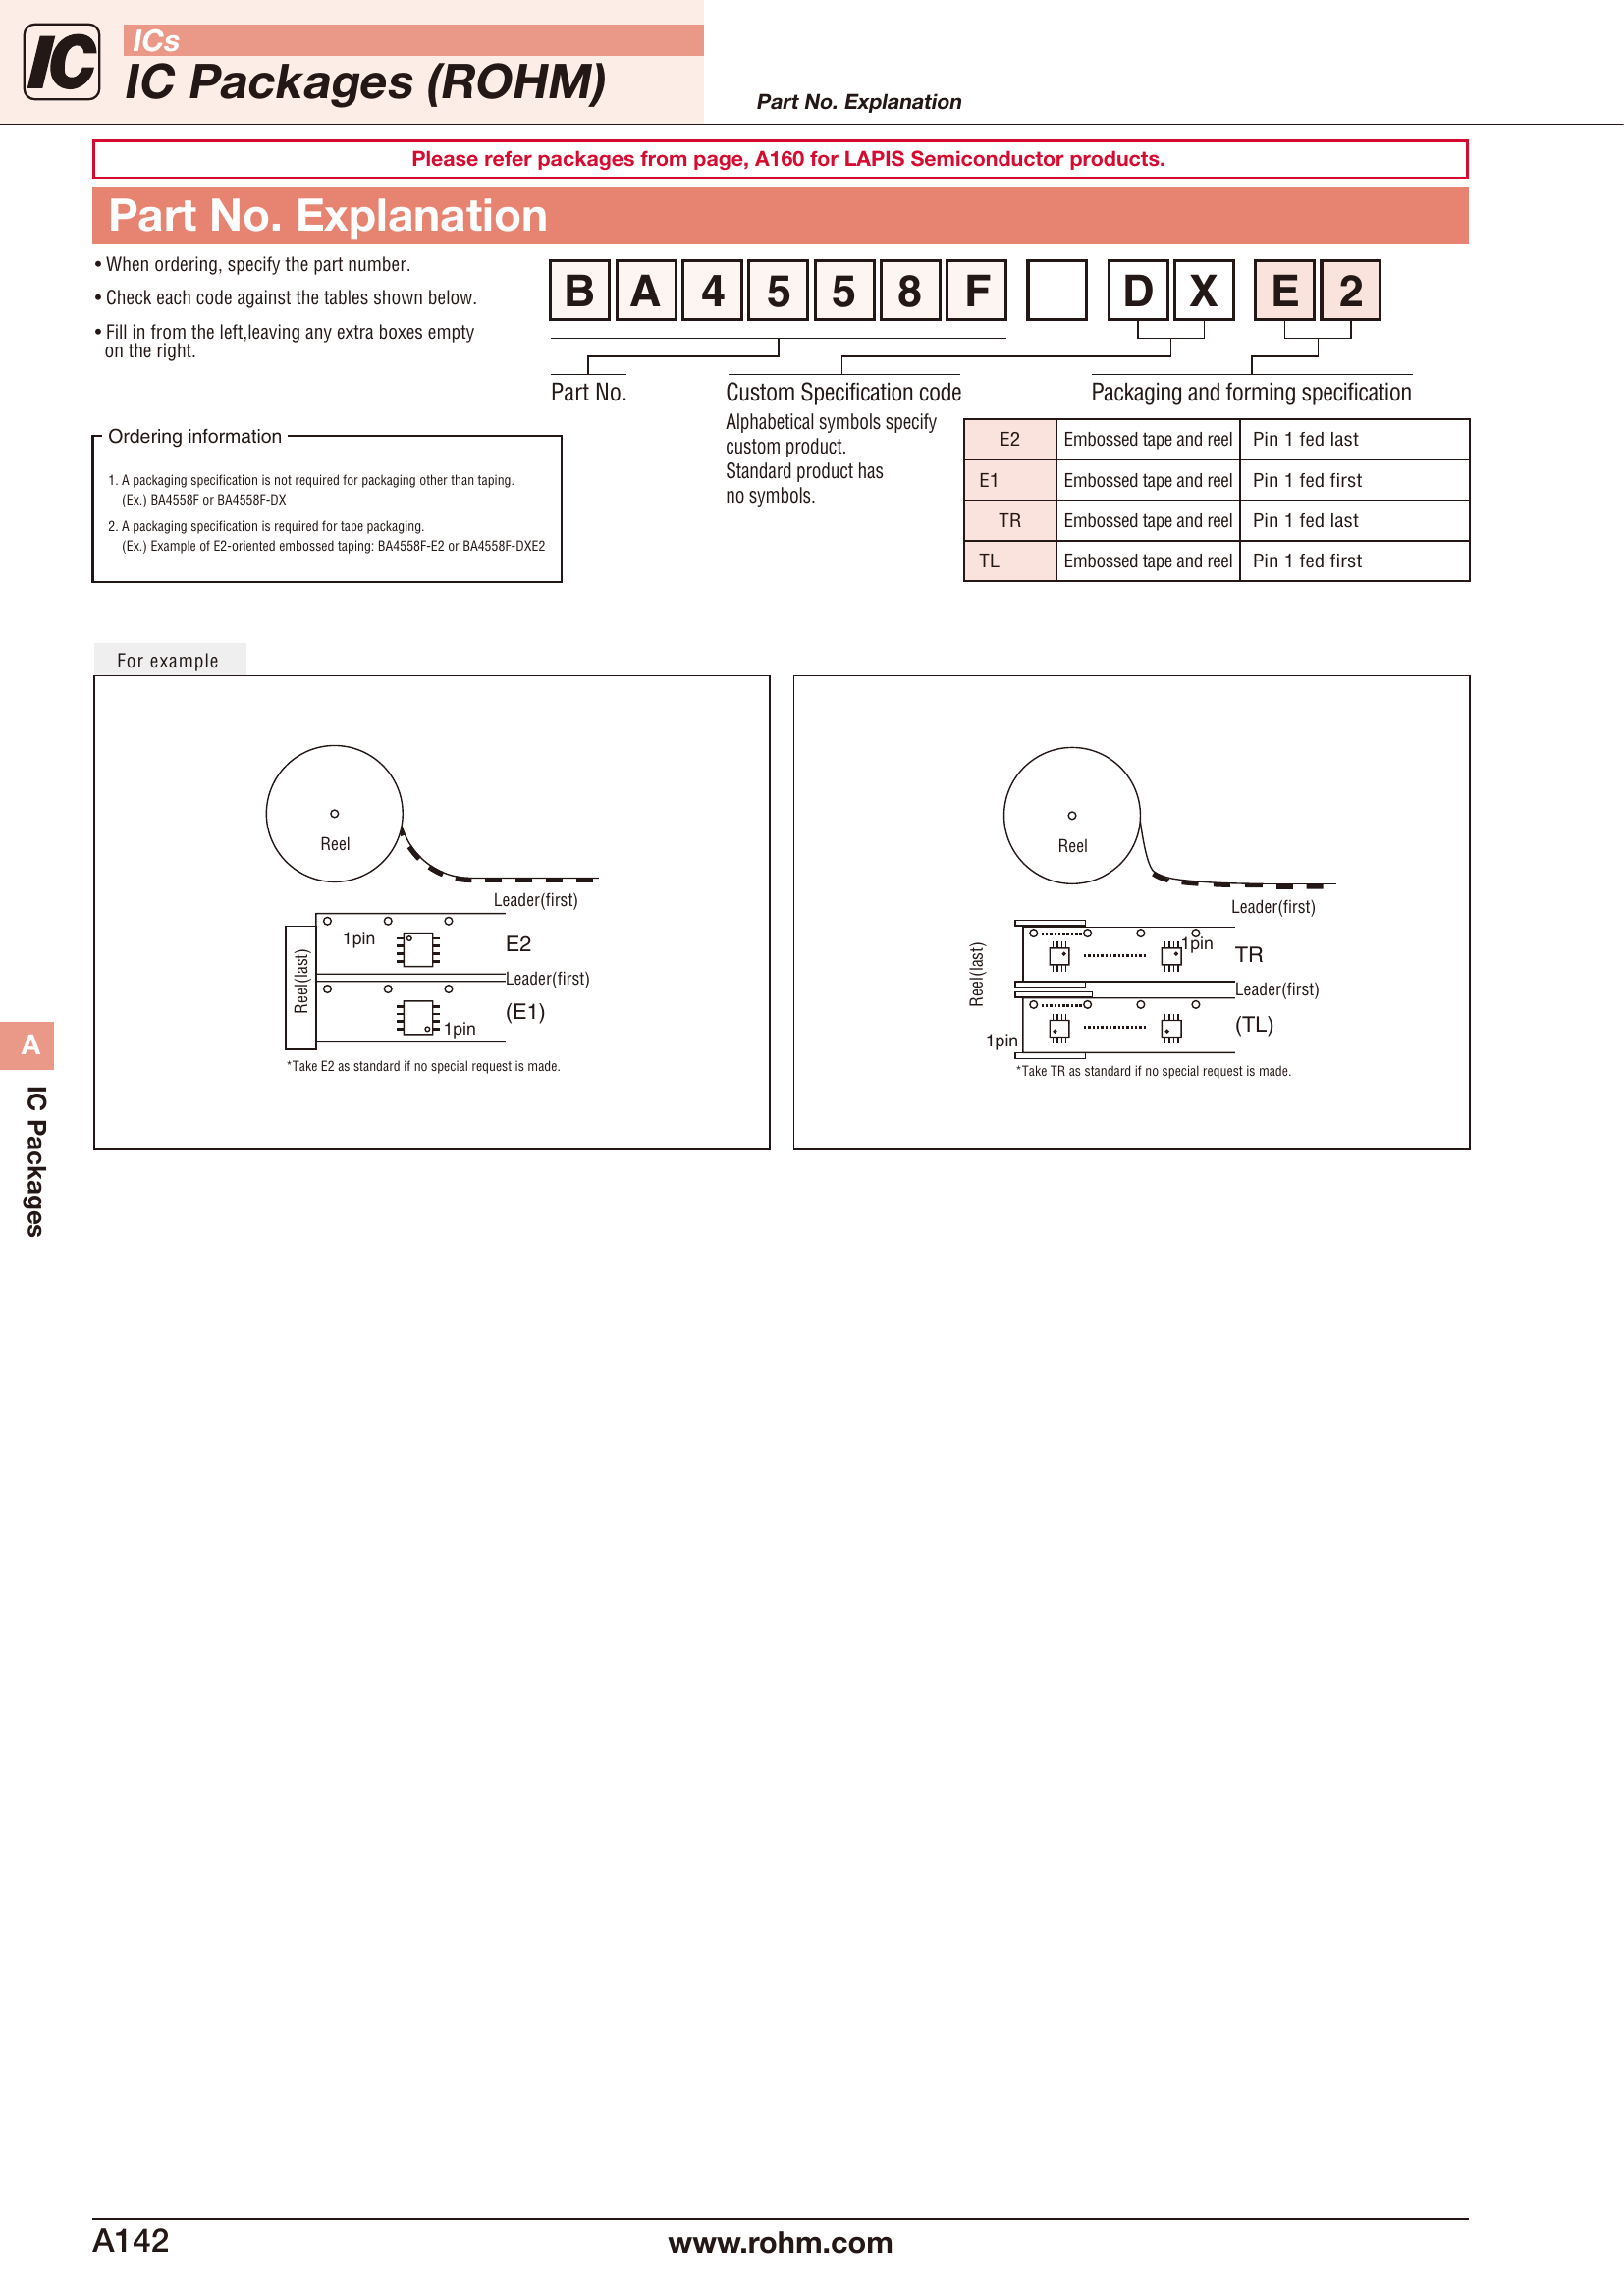 IC
ICs
IC Packages (ROHM)
Part No. Explanation
Please refer packages from page, A160 for LAPIS Semiconductor products.
Part No. Explanation
• When ordering, specify the part number.
• Check each code against the tables shown below.
• Fill in from the left,leaving any extra boxes empty
on the right.
B A 4 5 5 8 F D X E 2
Part No.
Custom Specification code
Alphabetical symbols specify
custom product.
Standard product has
no symbols.
Packaging and forming specification
E2 Embossed tape and reel Pin 1 fed last
E1 Embossed tape and reel Pin 1 fed first
TR Embossed tape and reel Pin 1 fed last
TL Embossed tape and reel Pin 1 fed first
Ordering information
1. A packaging specification is not required for packaging other than taping.
(Ex.) BA4558F or BA4558F-DX
2. A packaging specification is required for tape packaging.
(Ex.) Example of E2-oriented embossed taping: BA4558F-E2 or BA4558F-DXE2
For example
Reel
Leader(first)
1pin
E2
Reel(last)
Leader(first)
(E1)
1pin
*Take E2 as standard if no special request is made.
Reel
Leader(first)
1pin
TR
Reel(last)
Leader(first)
(TL)
1pin
*Take TR as standard if no special request is made.
A
IC Packages
A142
www.rohm.com